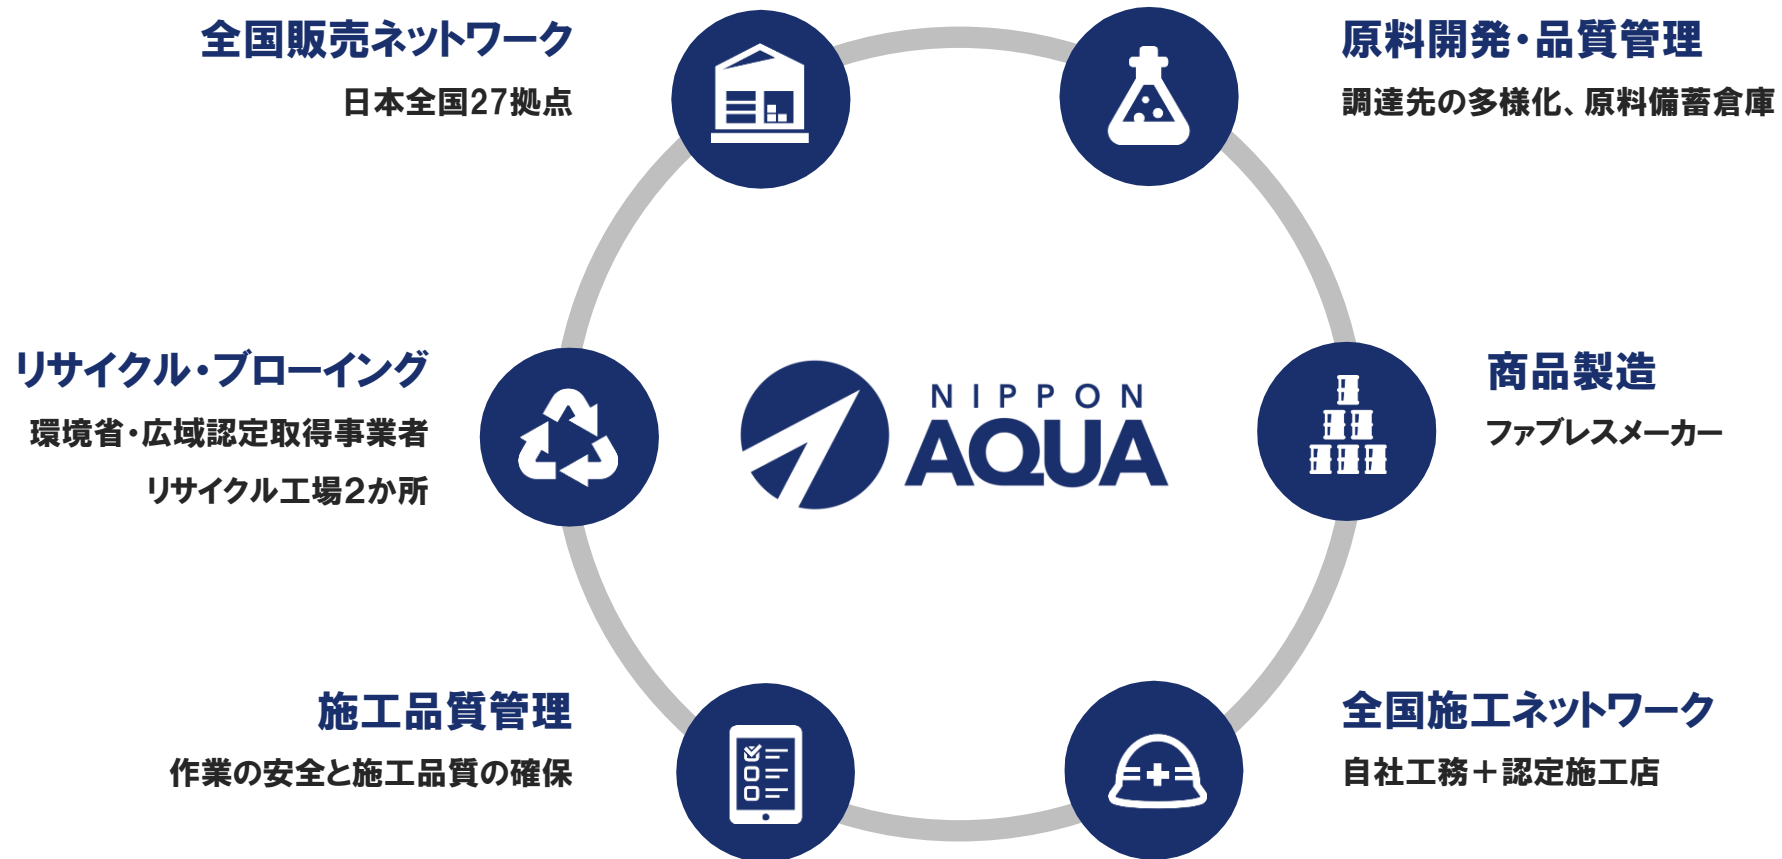 全国販売ネットワーク
日本全国27拠点
原料開発・品質管理
調達先の多様化、原料備蓄倉庫
リサイクル・ブローイング
環境省・広域認定取得事業者
リサイクル工場2か所
NIPPON
AQUA
商品製造
ファブレスメーカー
施工品質管理
作業の安全と施工品質の確保
全国施工ネットワーク
自社工務＋認定施工店